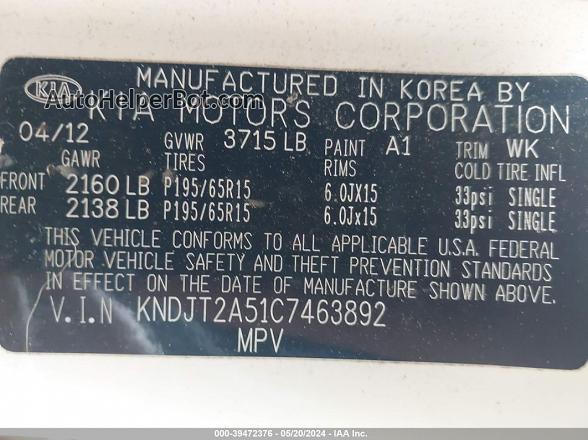 MANUFACTURED IN KOREA BY
KIA KIA MOTORS CORPORATION
AutoHelperBot.com
04/12 GVWR 3715 LB PAINT A1 TRIM WK
GAWR TIRES RIMS COLD TIRE INFL
FRONT 2160 LB P195/65R15 6.0JX15 33psi SINGLE
REAR 2138 LB P195/65R15 6.0Jx15 33psi SINGLE
THIS VEHICLE CONFORMS TO ALL APPLICABLE U.S.A. FEDERAL
MOTOR VEHICLE SAFETY AND THEFT PREVENTION STANDARDS
IN EFFECT ON THE DATE OF MANUFACTURE SHOWN ABOVE.
V.I.N KNDJT2A51C7463892
MPV
000-39472376 - 05/20/2024 - IAA Inc.